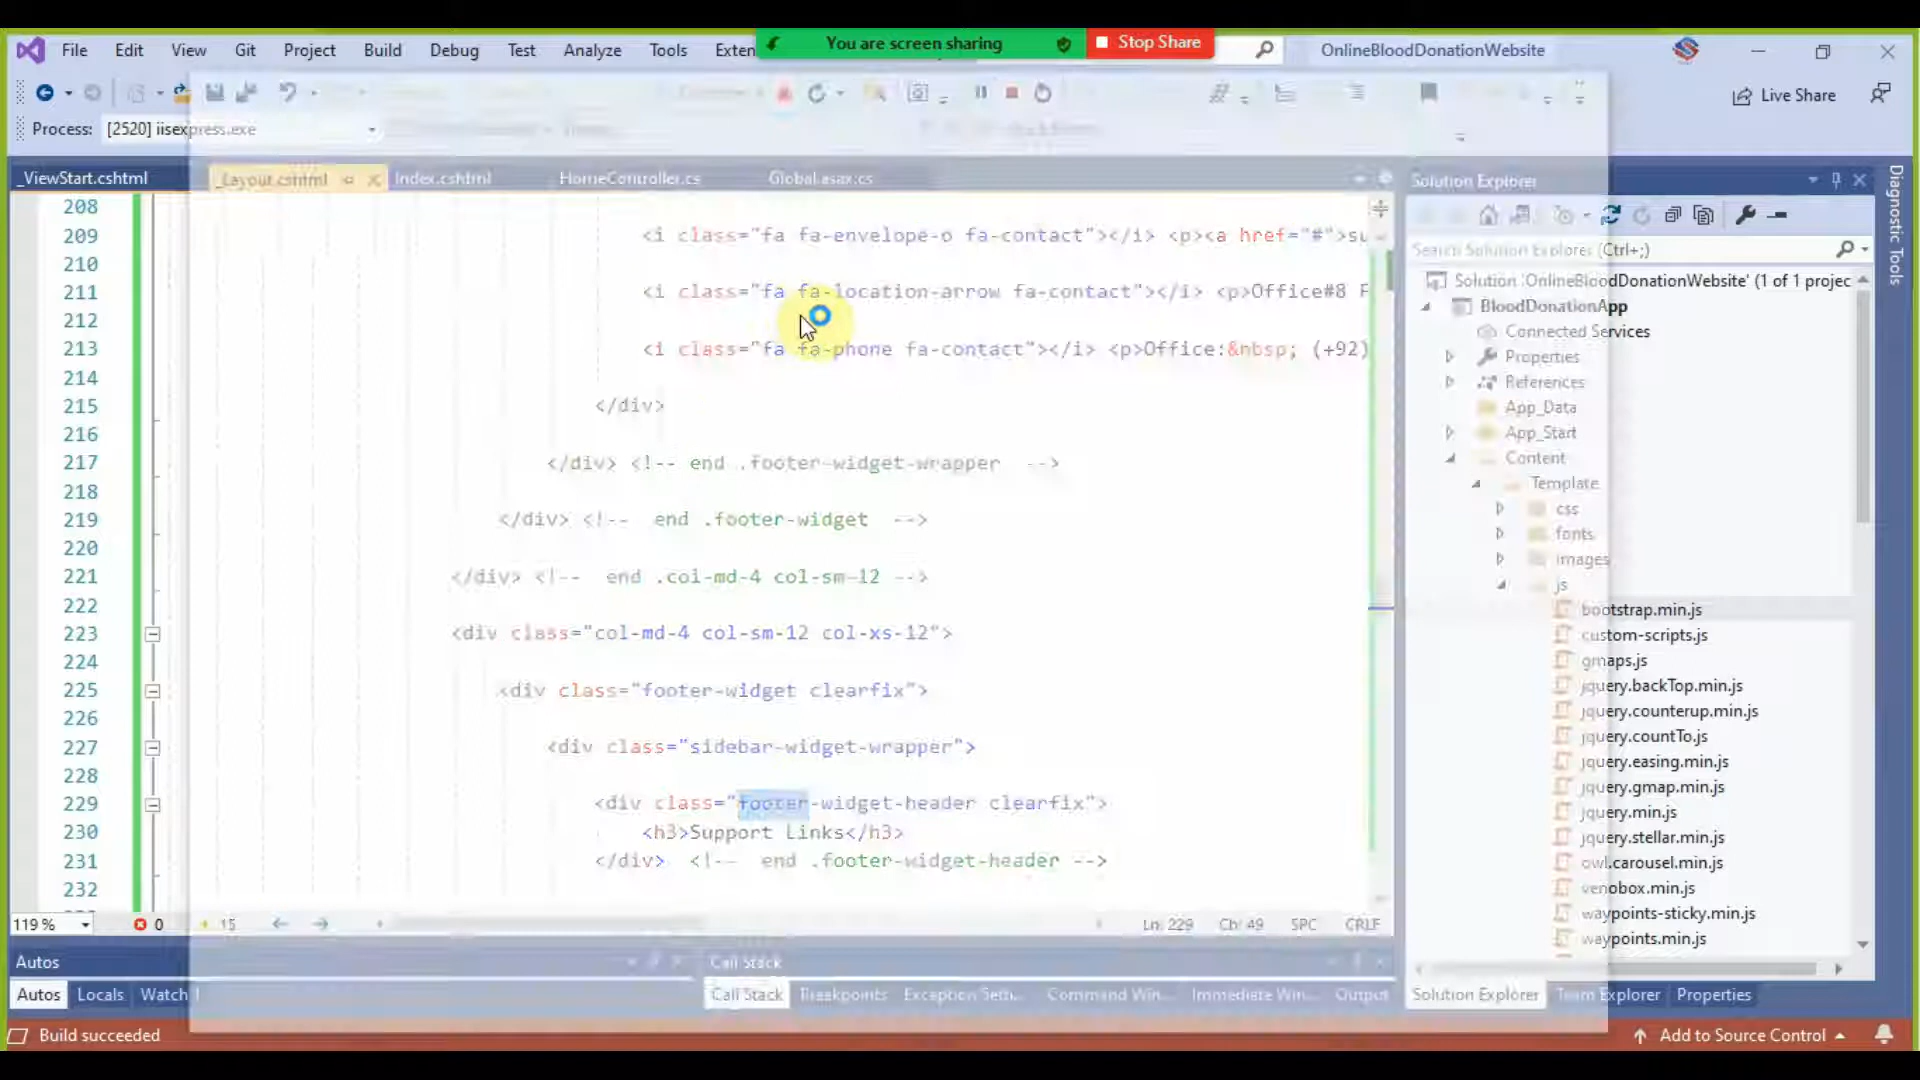 File Edit View Git Project Build Debug Test Analyze Tools Exten You are screen sharing Stop Share OnlineBloodDonationWebsite
Live Share
Process: [2520] iisexpress.exe
_ViewStart.cshtml _Layout.cshtml Index.cshtml HomeController.cs Global.asax.cs
208
209 <i class="fa fa-envelope-o fa-contact"></i> <p><a href="#">su
210
211 <i class="fa fa-location-arrow fa-contact"></i> <p>Office#8 F
212
213 <i class="fa fa-phone fa-contact"></i> <p>Office:&nbsp; (+92)
214
215 </div>
216
217 </div> <!-- end .footer-widget-wrapper -->
218
219 </div> <!-- end .footer-widget -->
220
221 </div> <!-- end .col-md-4 col-sm-12 -->
222
223 <div class="col-md-4 col-sm-12 col-xs-12">
224
225 <div class="footer-widget clearfix">
226
227 <div class="sidebar-widget-wrapper">
228
229 <div class="footer-widget-header clearfix">
230 <h3>Support Links</h3>
231 </div> <!-- end .footer-widget-header -->
232
119 % 0 15 Ln: 229 Ch: 49 SPC CRLF
Solution Explorer
Search Solution Explorer (Ctrl+;)
Solution 'OnlineBloodDonationWebsite' (1 of 1 projec
BloodDonationApp
Connected Services
Properties
References
App_Data
App_Start
Content
Template
css
fonts
images
js
bootstrap.min.js
custom-scripts.js
gmaps.js
jquery.backTop.min.js
jquery.counterup.min.js
jquery.countTo.js
jquery.easing.min.js
jquery.gmap.min.js
jquery.min.js
jquery.stellar.min.js
owl.carousel.min.js
venobox.min.js
waypoints-sticky.min.js
waypoints.min.js
Diagnostic Tools
Autos
Autos Locals Watch 1
Call Stack
Call Stack Breakpoints Exception Setti... Command Win... Immediate Win... Output
Solution Explorer Team Explorer Properties
Build succeeded
Add to Source Control